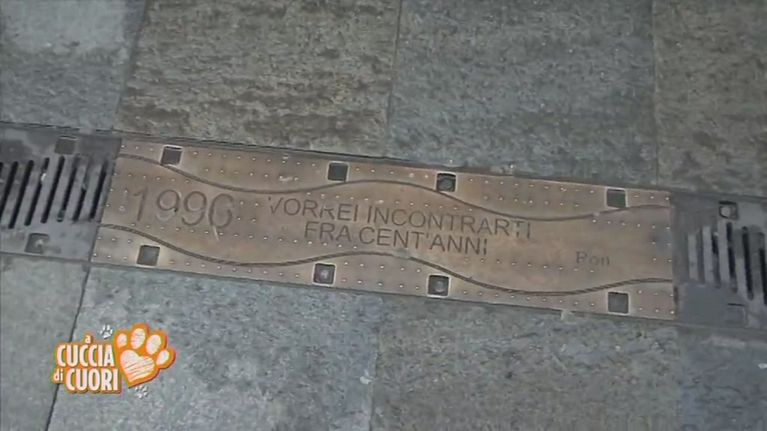 1996
VORREI INCONTRARTI
FRA CENT'ANNI
Ron
a
CUCCIA
di
CUORI